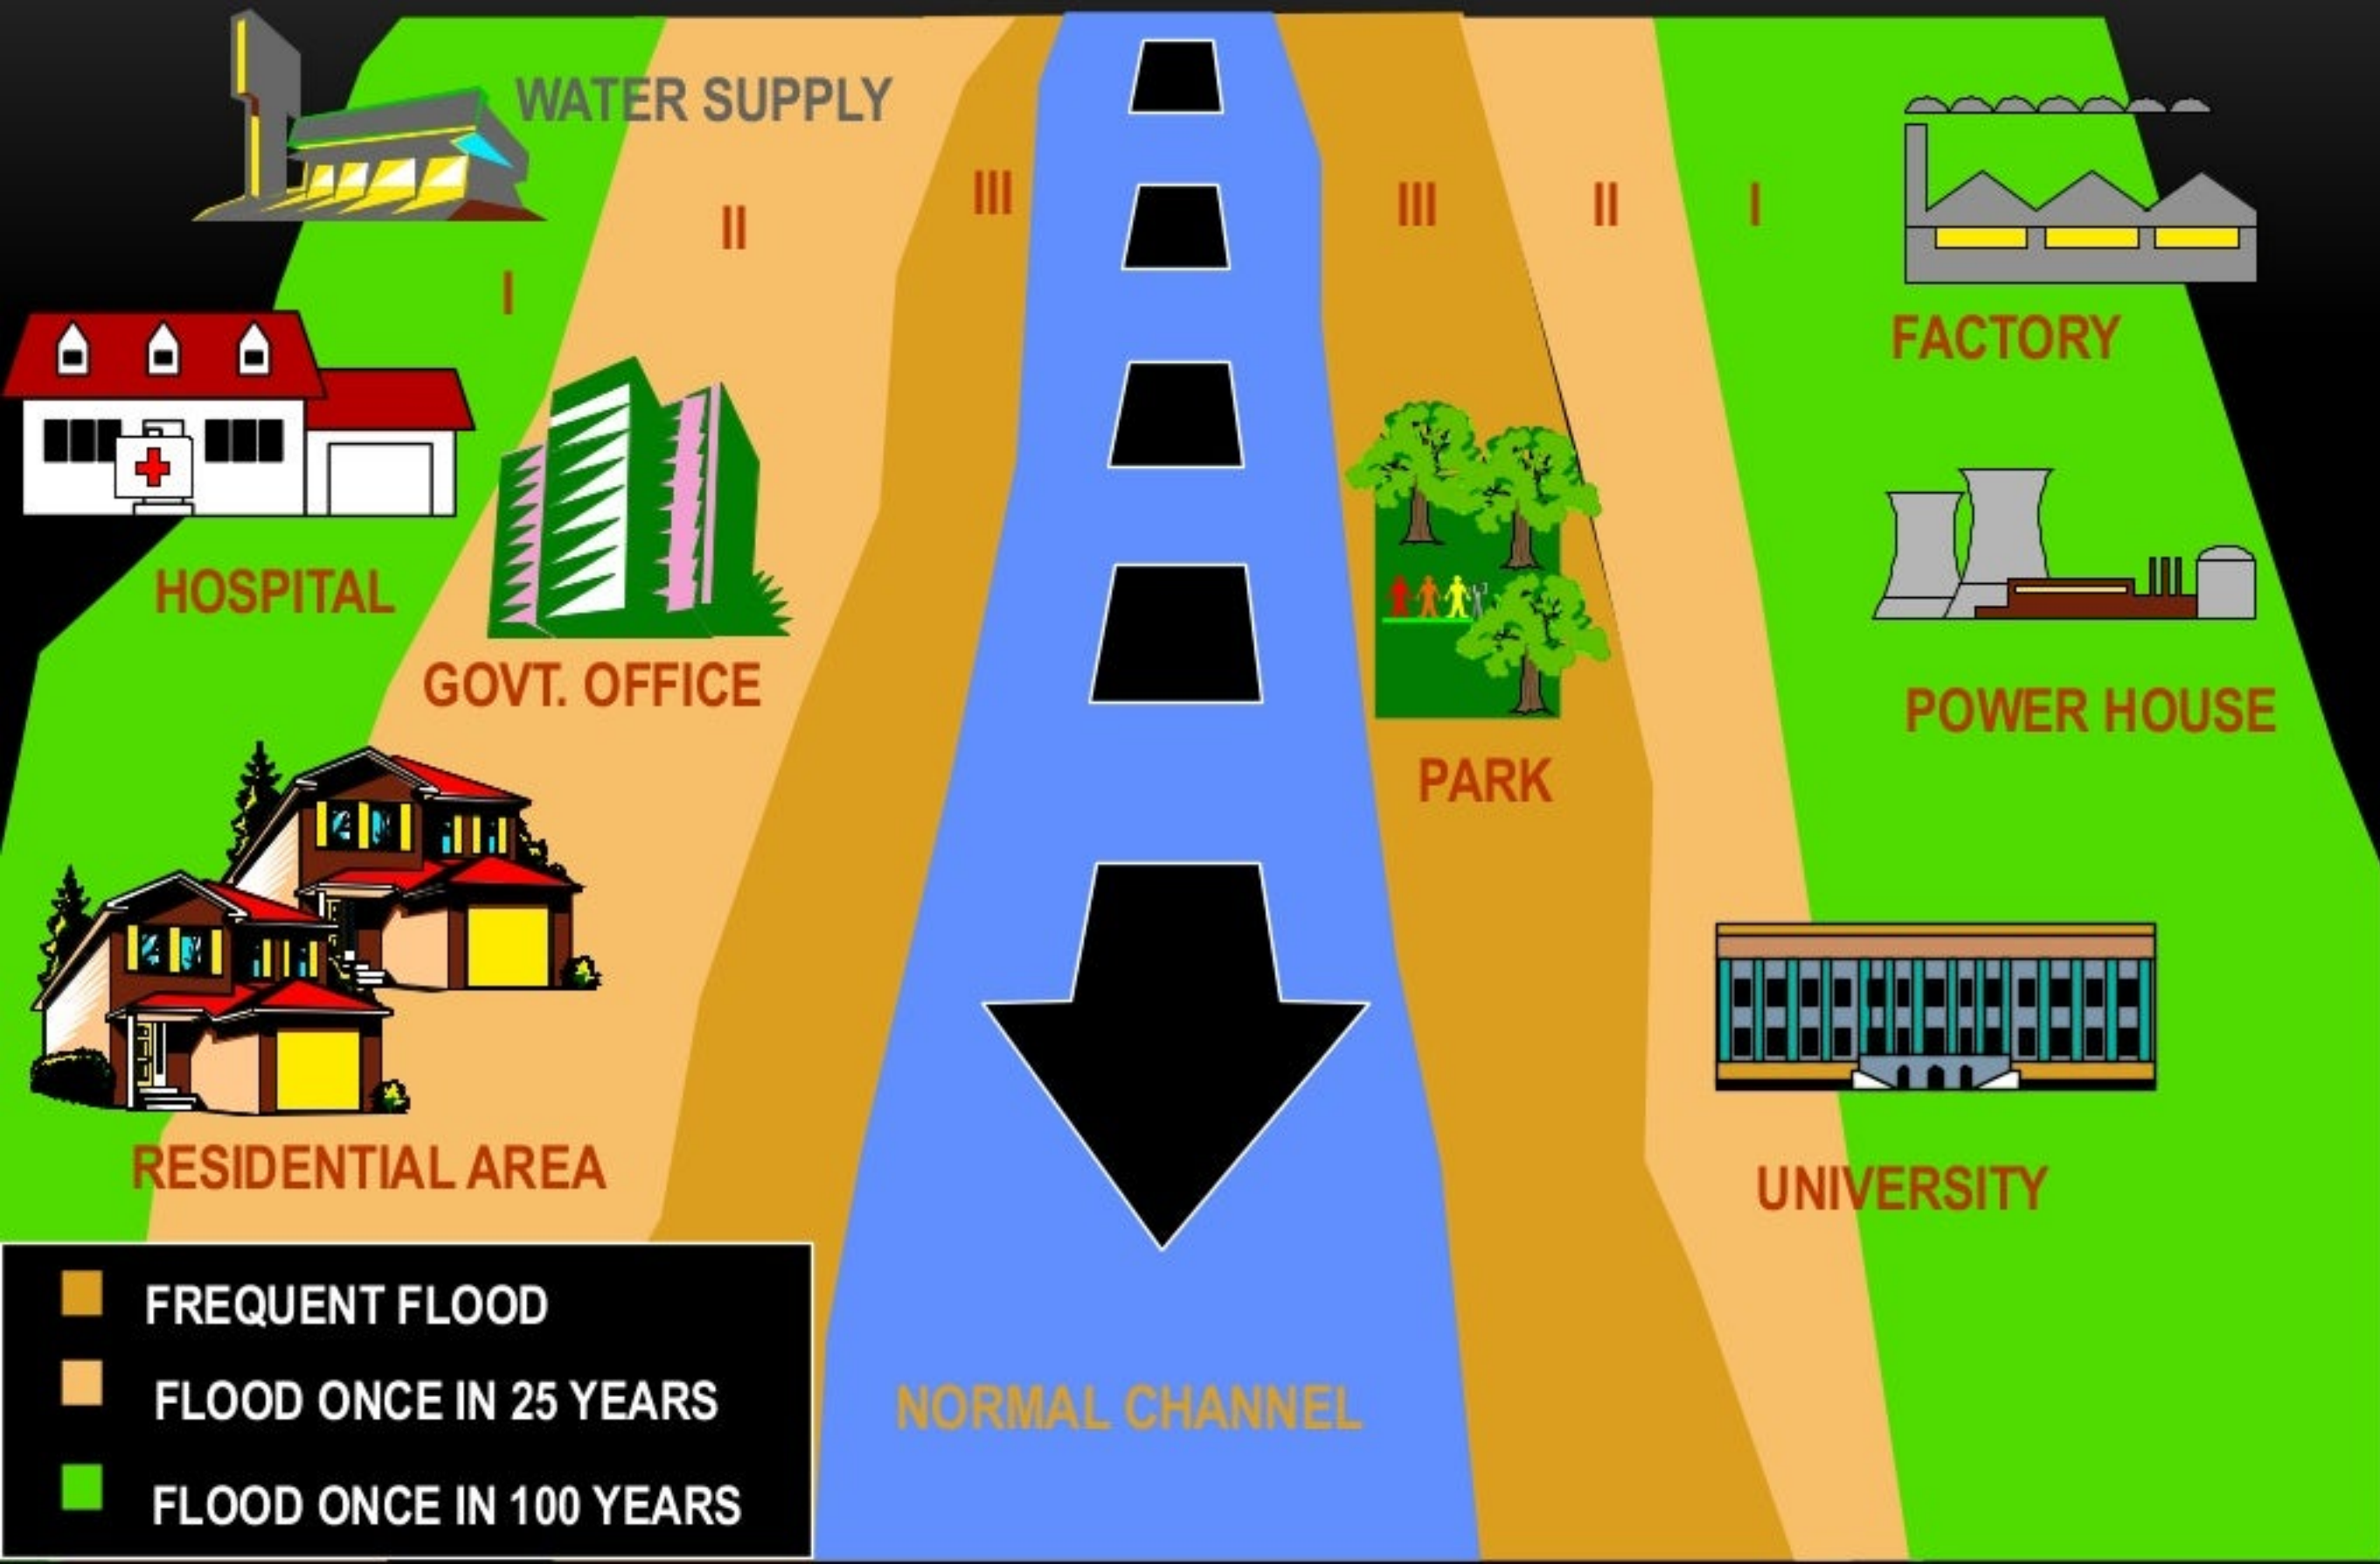 WATER SUPPLY
III
III
II
I
II
I
FACTORY
HOSPITAL
GOVT. OFFICE
POWER HOUSE
PARK
RESIDENTIAL AREA
UNIVERSITY
FREQUENT FLOOD
FLOOD ONCE IN 25 YEARS
FLOOD ONCE IN 100 YEARS
NORMAL CHANNEL